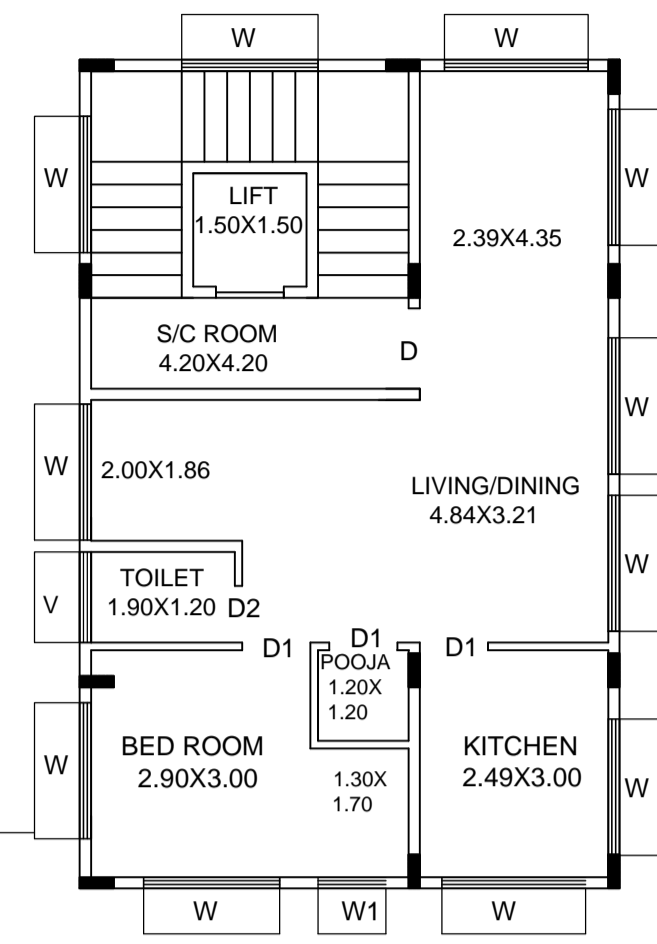 W
W
W
LIFT
1.50X1.50
W
2.39X4.35
S/C ROOM
4.20X4.20
D
W
W
2.00X1.86
LIVING/DINING
4.84X3.21
W
TOILET
1.90X1.20
D2
V
D1
D1
D1
POOJA
1.20X
1.20
BED ROOM
2.90X3.00
W
1.30X
1.70
KITCHEN
2.49X3.00
W
W
W1
W